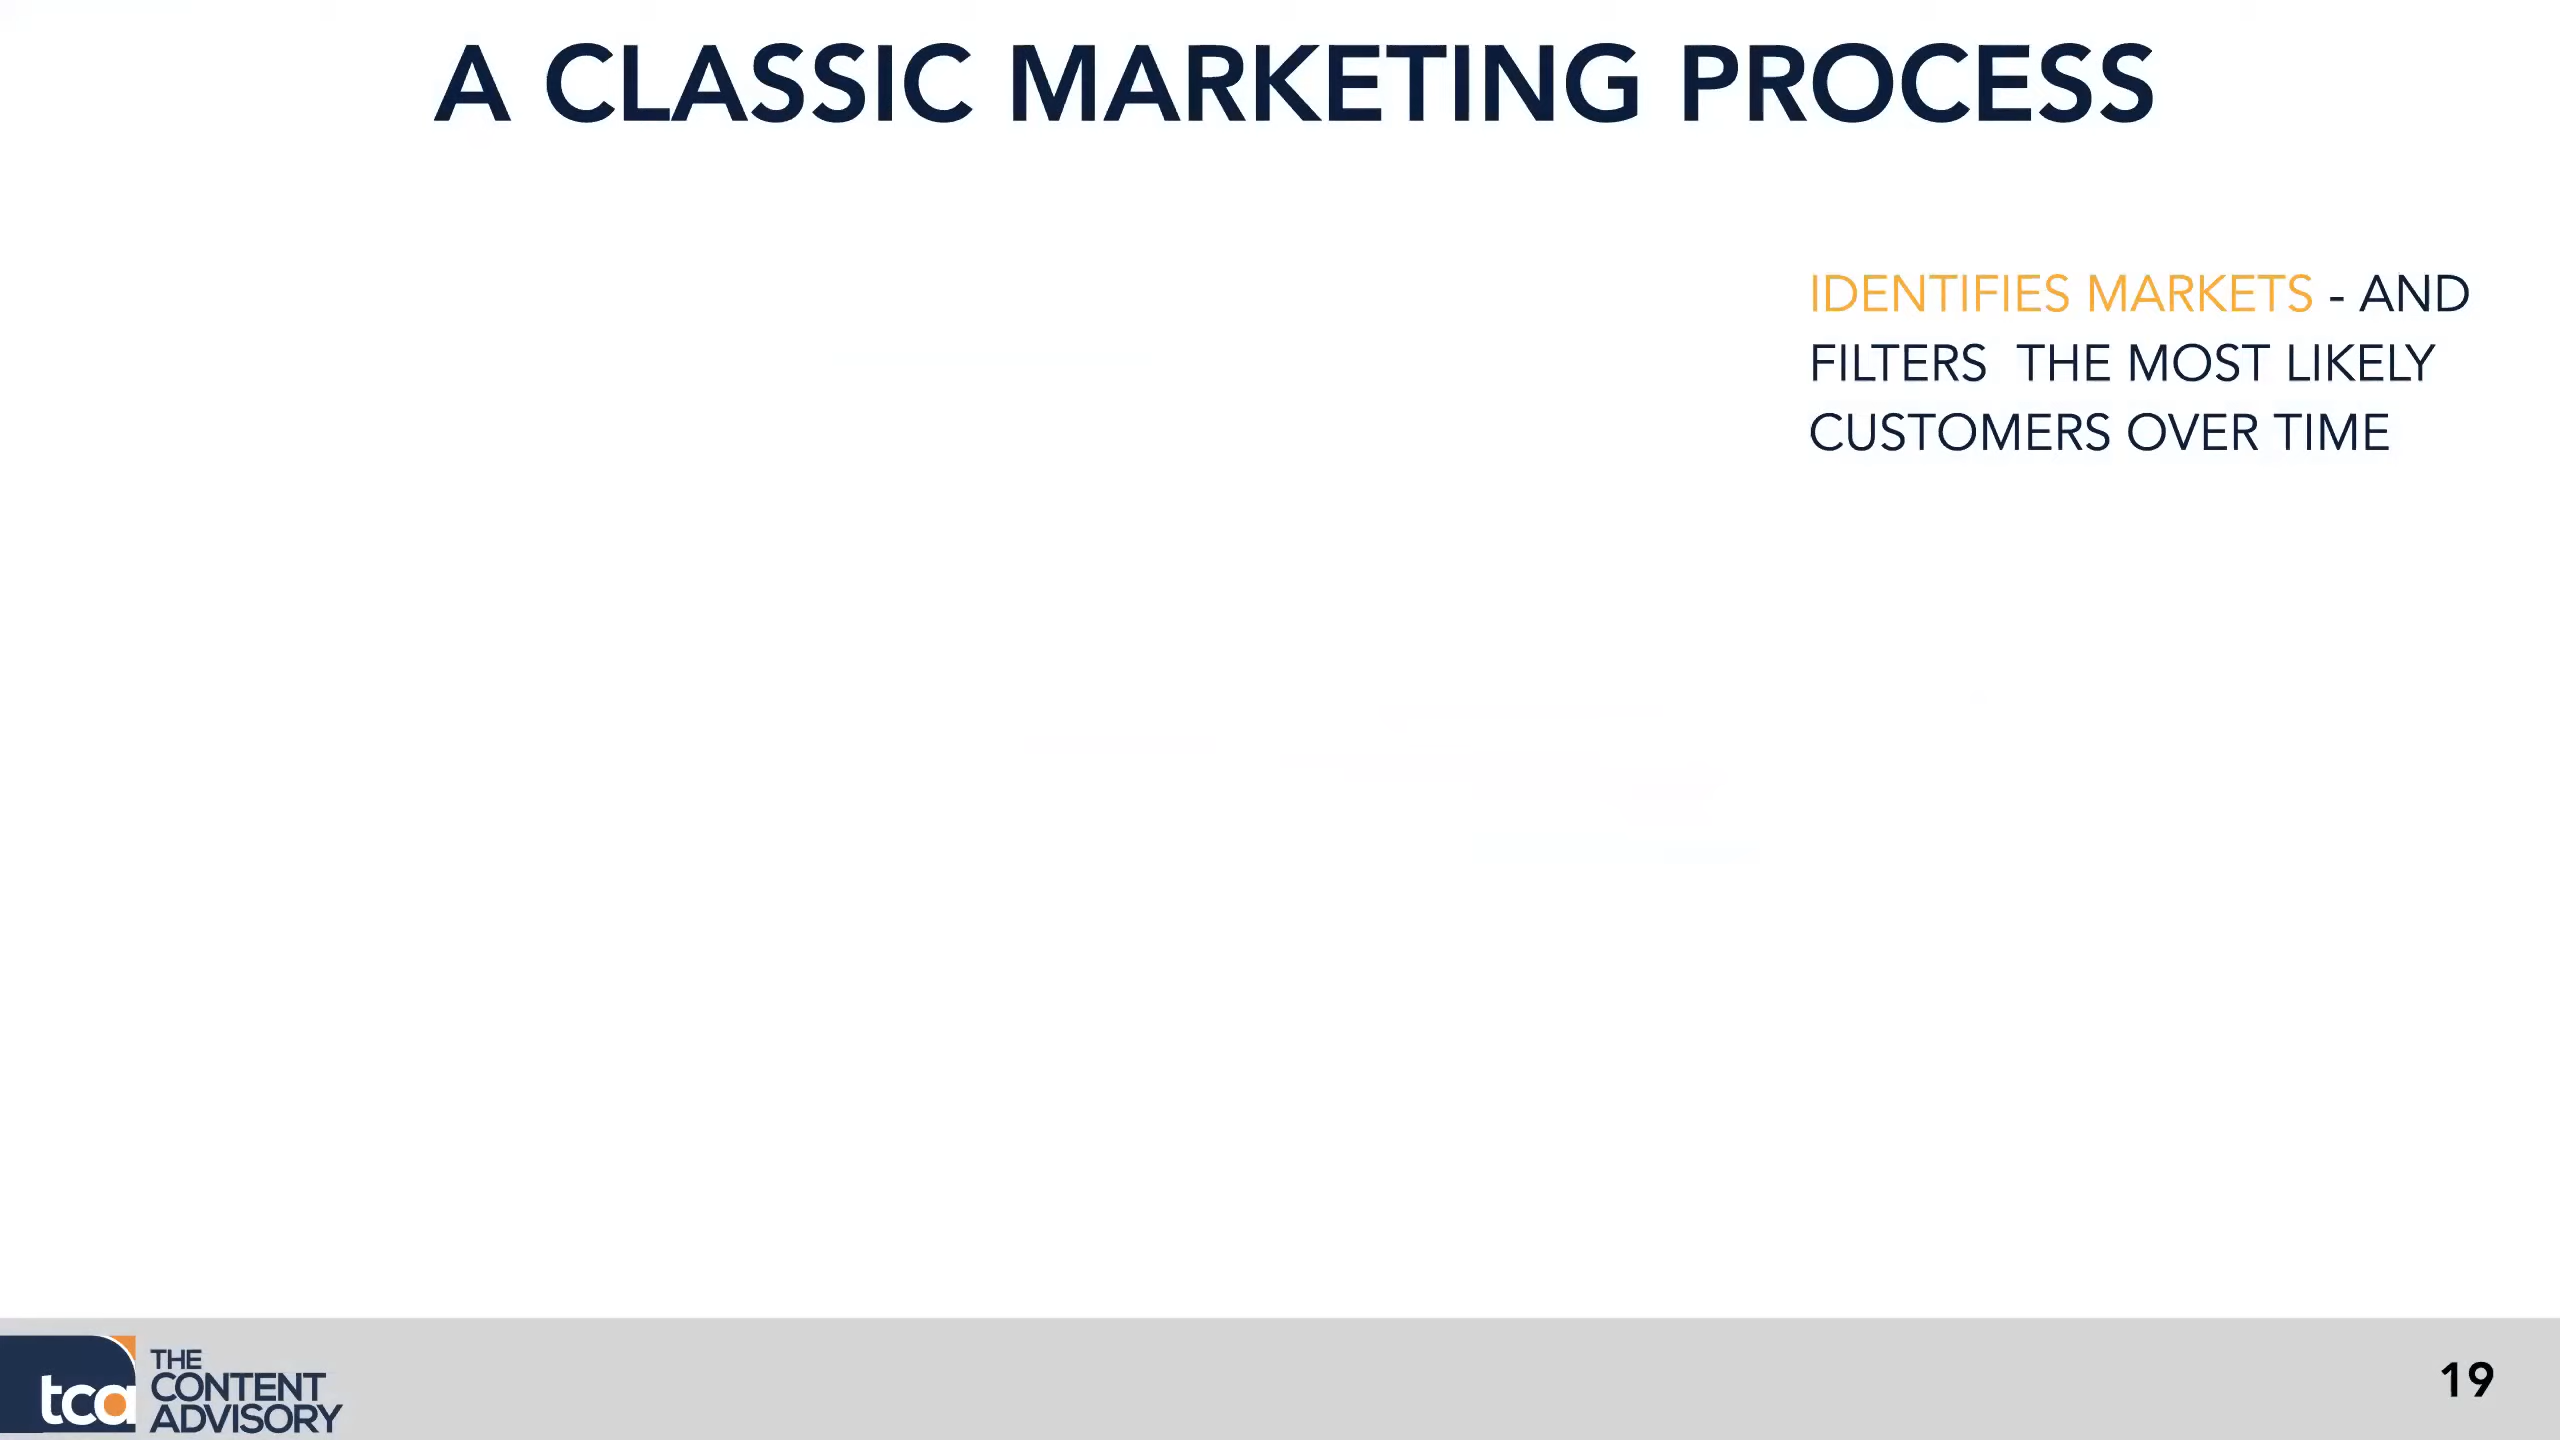 A CLASSIC MARKETING PROCESS
IDENTIFIES MARKETS - AND
FILTERS THE MOST LIKELY
CUSTOMERS OVER TIME
tca
THE
CONTENT
ADVISORY
19